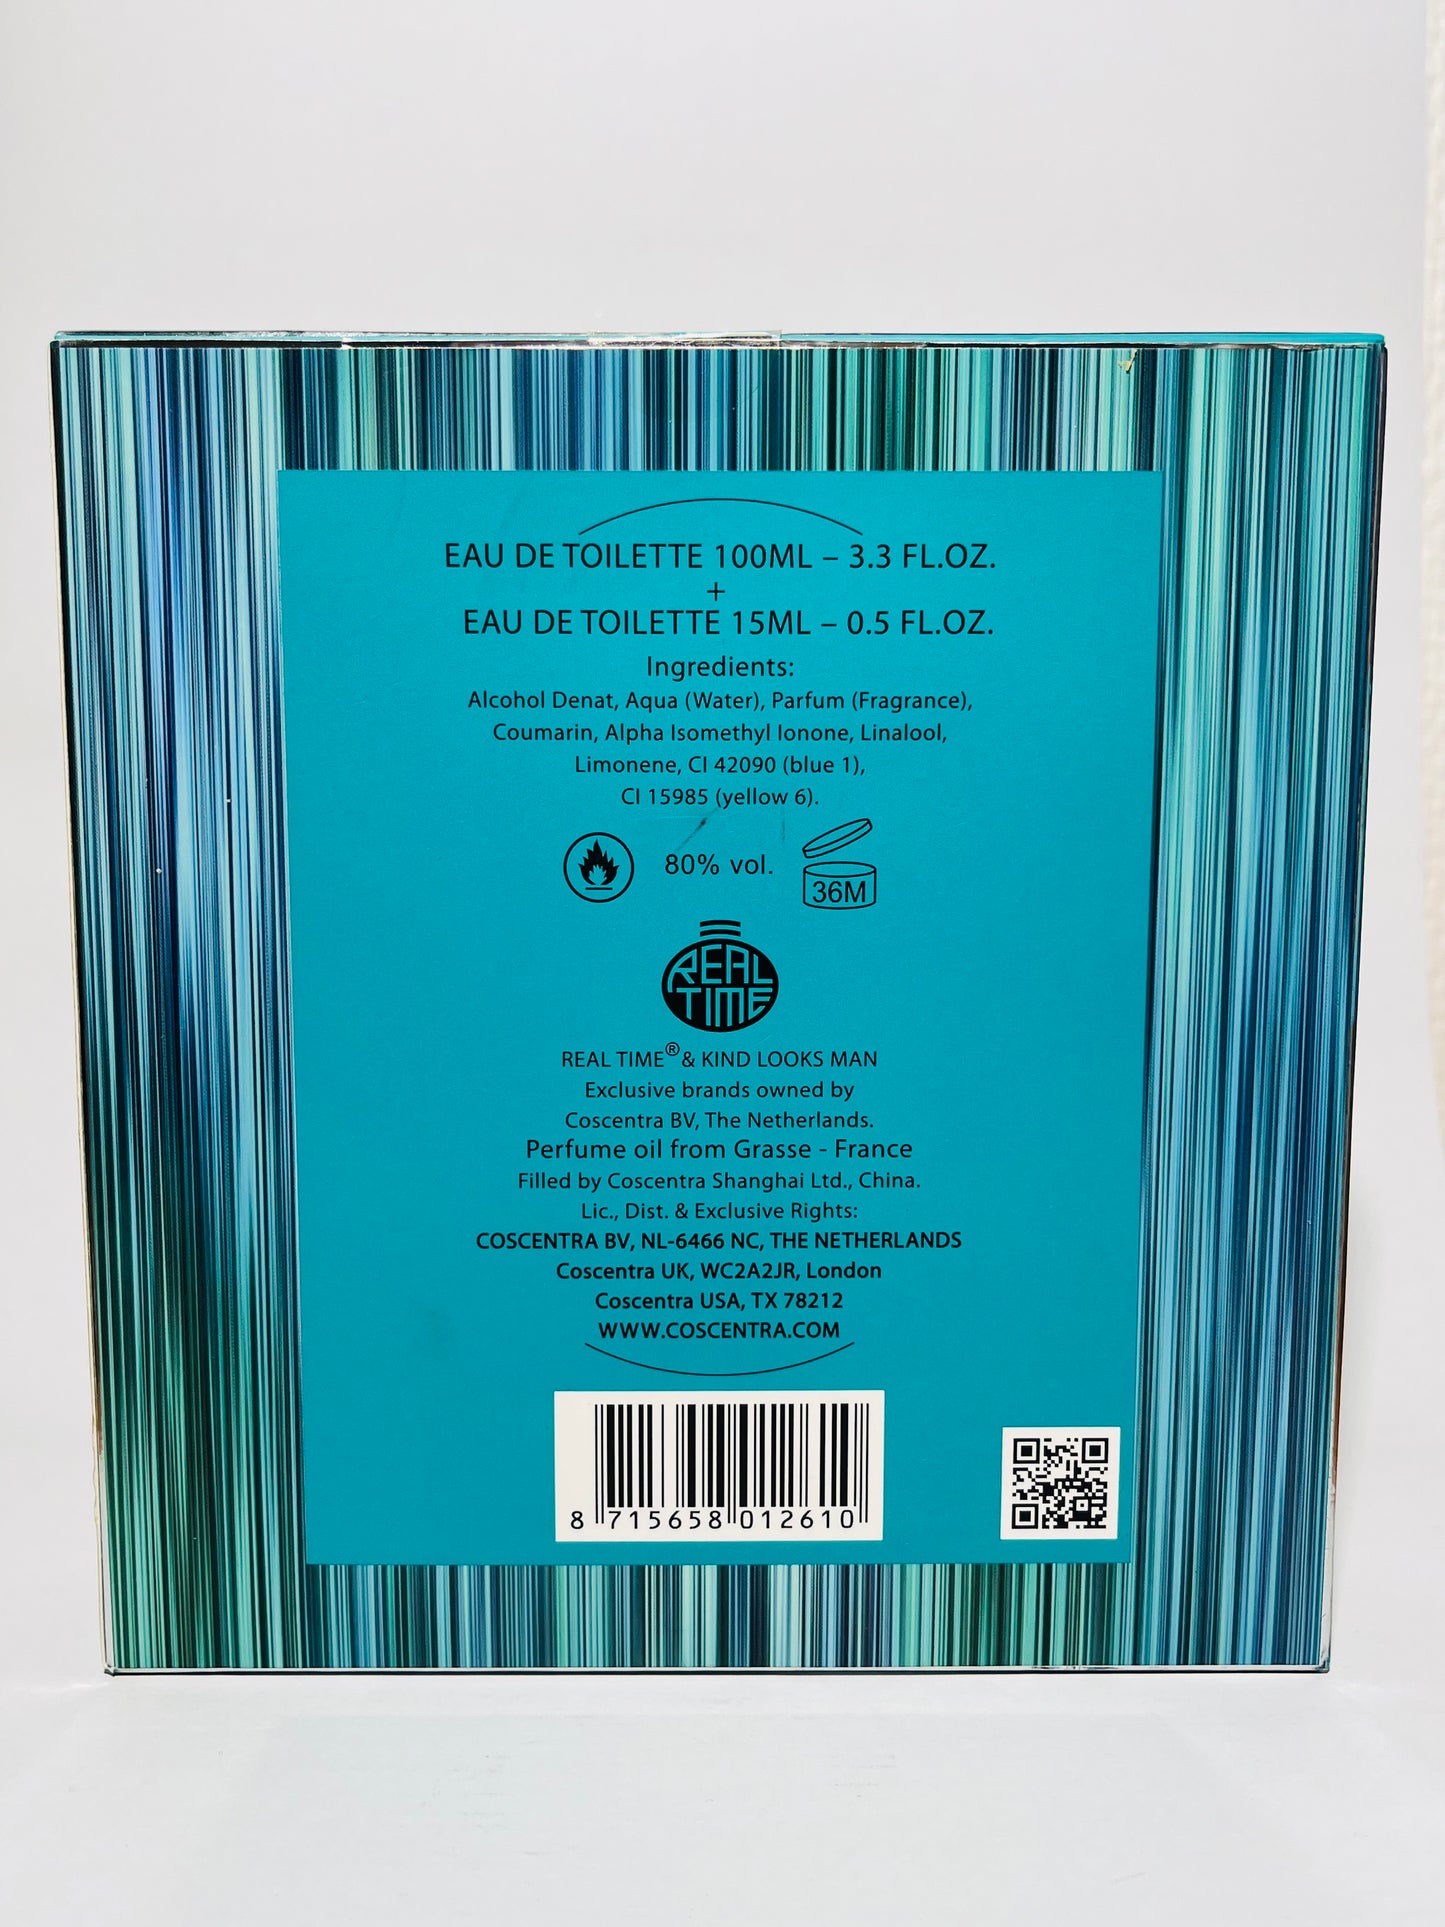 EAU DE TOILETTE 100ML – 3.3 FL.OZ.
+
EAU DE TOILETTE 15ML – 0.5 FL.OZ.
Ingredients:
Alcohol Denat, Aqua (Water), Parfum (Fragrance),
Coumarin, Alpha Isomethyl Ionone, Linalool,
Limonene, CI 42090 (blue 1),
CI 15985 (yellow 6).
80% vol.
36M
REAL
TIME
REAL TIME® & KIND LOOKS MAN
Exclusive brands owned by
Coscentra BV, The Netherlands.
Perfume oil from Grasse - France
Filled by Coscentra Shanghai Ltd., China.
Lic., Dist. & Exclusive Rights:
COSCENTRA BV, NL-6466 NC, THE NETHERLANDS
Coscentra UK, WC2A2JR, London
Coscentra USA, TX 78212
WWW.COSCENTRA.COM
8 715658 012610